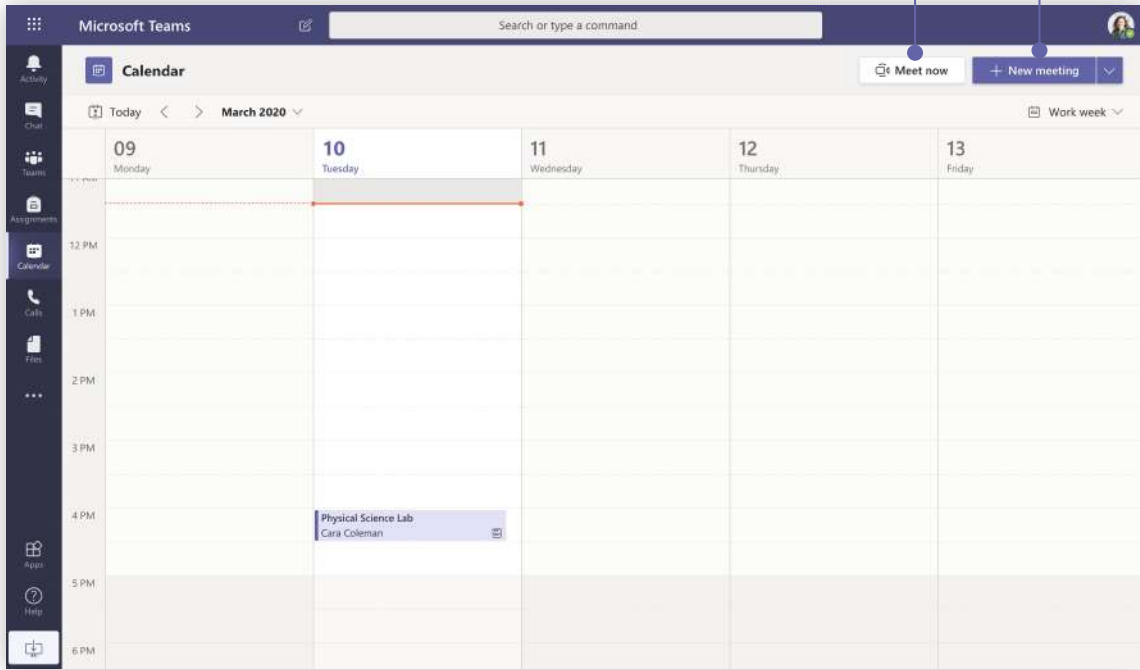 Microsoft Teams
Search or type a command
Activity
Chat
Teams
Assignments
Calendar
Calls
Files
Apps
Help
Calendar
Meet now
+ New meeting
Today < > March 2020
Work week
09
Monday
10
Tuesday
11
Wednesday
12
Thursday
13
Friday
12 PM
1 PM
2 PM
3 PM
4 PM
Physical Science Lab
Cara Coleman
5 PM
6 PM